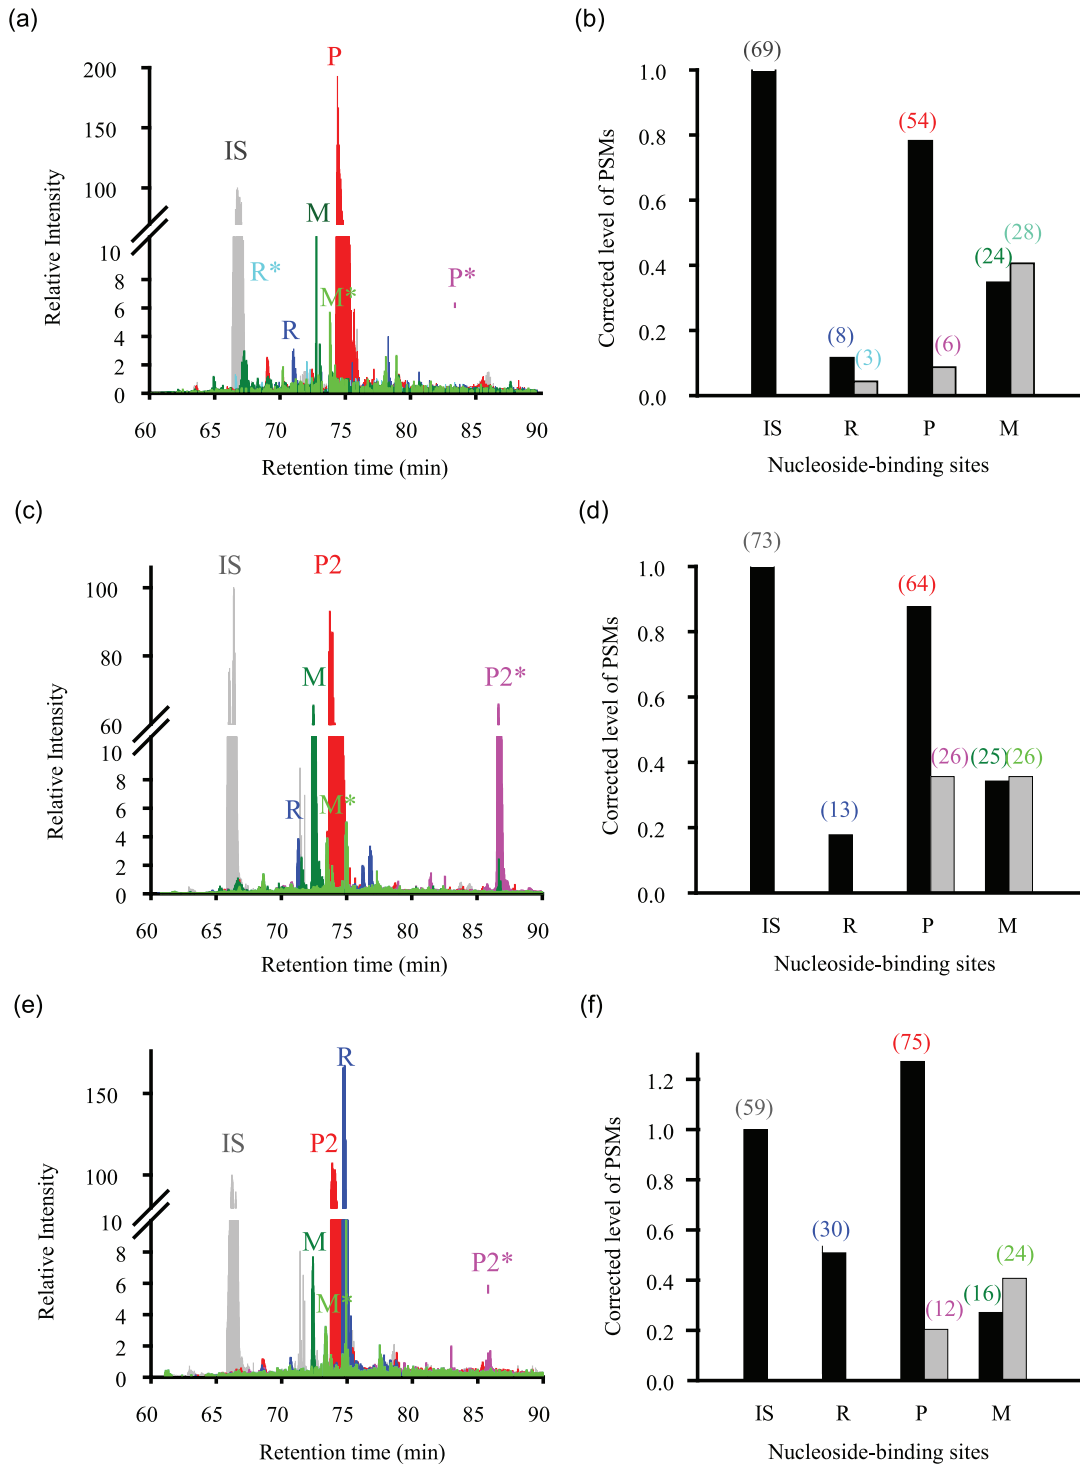 (a)
200
150
100
10
8
6
4
2
0
Relative Intensity
IS
R*
R
M
M*
P
P*
60 65 70 75 80 85 90
Retention time (min)
(b)
1.0
0.8
0.6
0.4
0.2
0.0
Corrected level of PSMs
(69)
(8)
(3)
(54)
(6)
(24)
(28)
IS R P M
Nucleoside-binding sites
(c)
100
80
60
10
8
6
4
2
0
Relative Intensity
IS
R
M
P2
M*
P2*
60 65 70 75 80 85 90
Retention time (min)
(d)
1.0
0.8
0.6
0.4
0.2
0.0
Corrected level of PSMs
(73)
(13)
(64)
(26)
(25)
(26)
IS R P M
Nucleoside-binding sites
(e)
150
100
10
8
6
4
2
0
Relative Intensity
IS
M
P2
R
M*
P2*
60 65 70 75 80 85 90
Retention time (min)
(f)
1.2
1.0
0.8
0.6
0.4
0.2
0.0
Corrected level of PSMs
(59)
(30)
(75)
(12)
(16)
(24)
IS R P M
Nucleoside-binding sites